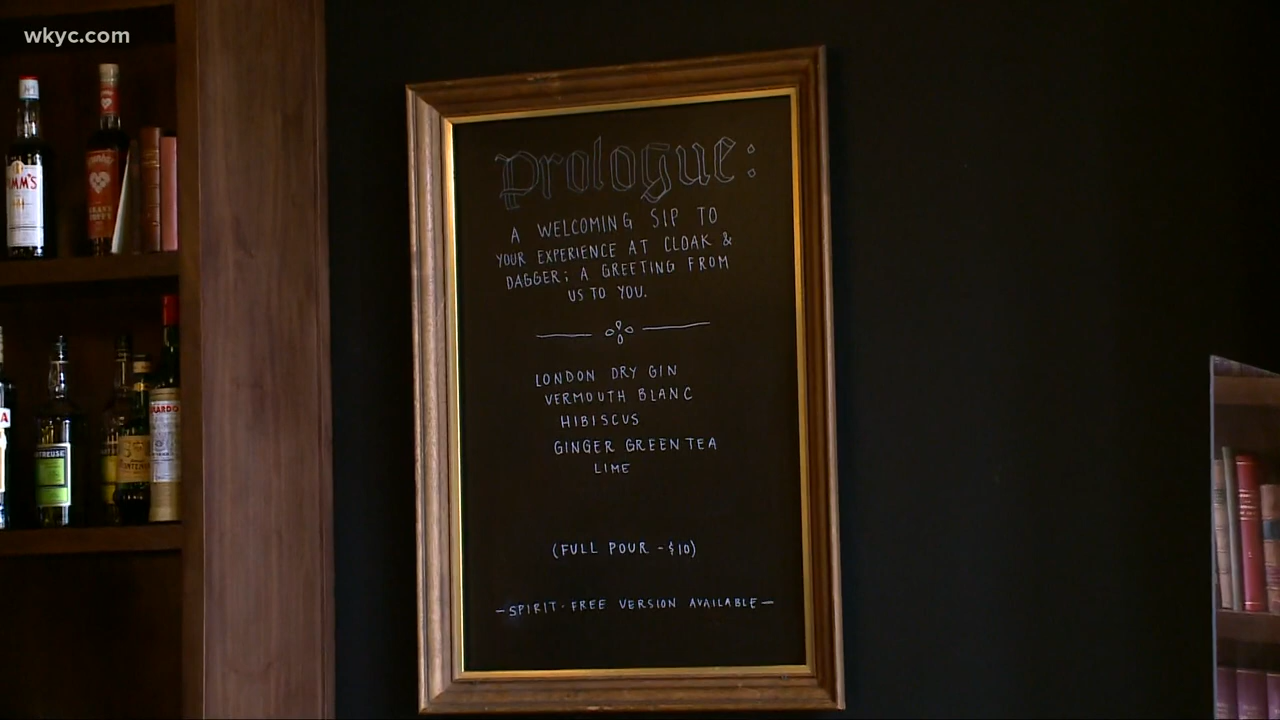 wkyc.com
Prologue:
A WELCOMING SIP TO
YOUR EXPERIENCE AT CLOAK &
DAGGER; A GREETING FROM
US TO YOU.
LONDON DRY GIN
VERMOUTH BLANC
HIBISCUS
GINGER GREEN TEA
LIME
(FULL POUR - $10)
-SPIRIT-FREE VERSION AVAILABLE-